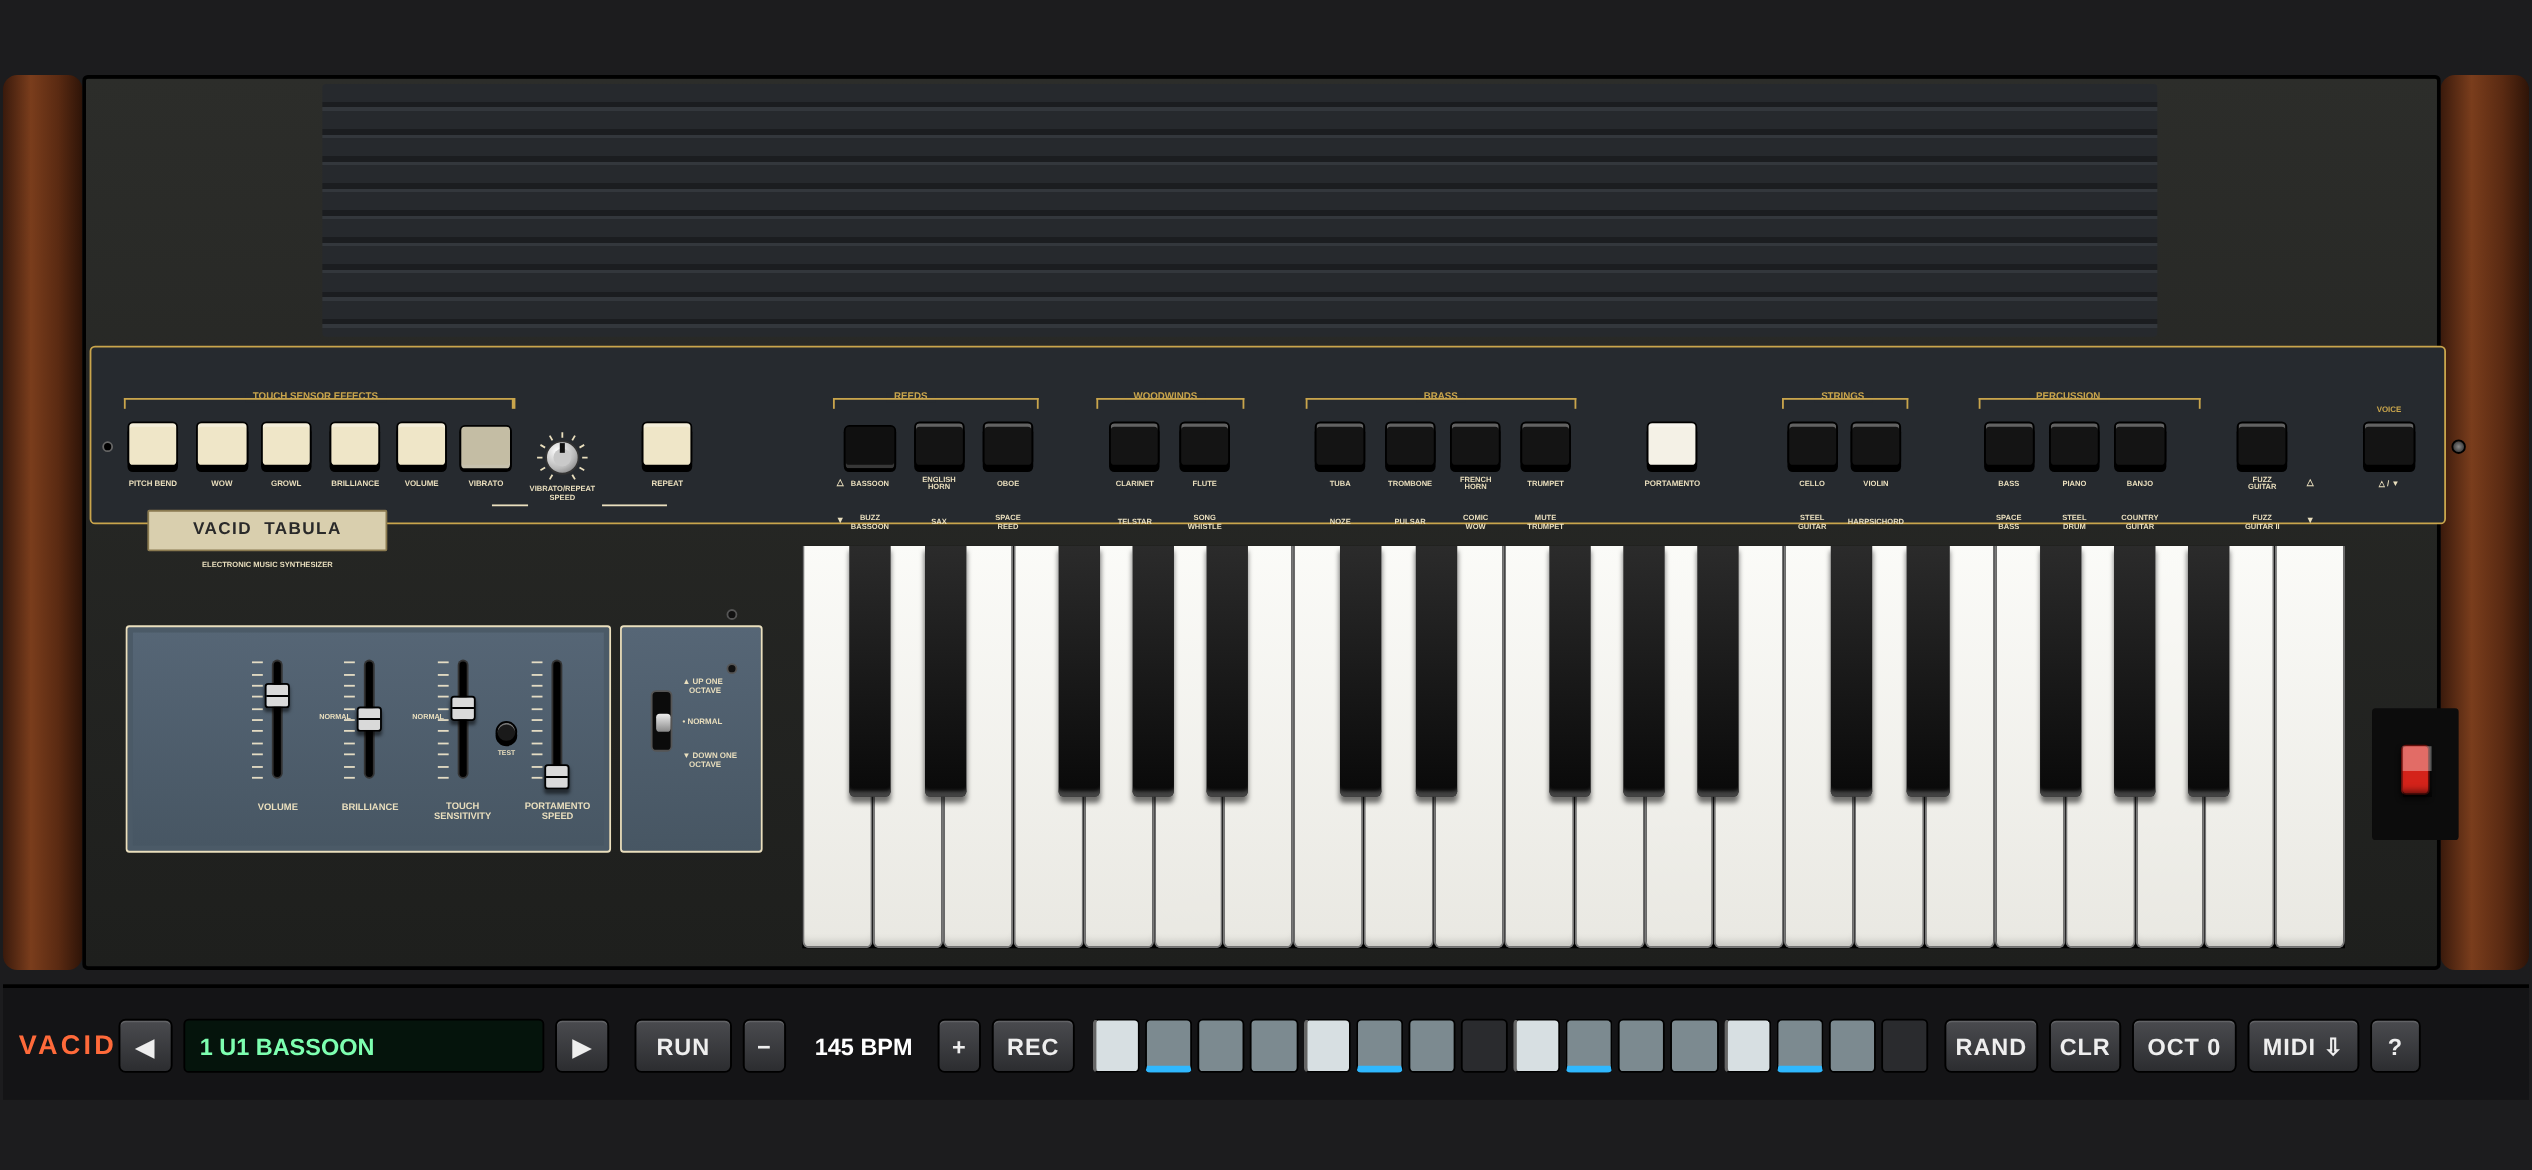 TOUCH SENSOR EFFECTS
REEDS
WOODWINDS
BRASS
STRINGS
PERCUSSION
VOICE
PITCH BEND
WOW
GROWL
BRILLIANCE
VOLUME
VIBRATO
VIBRATO/REPEAT
SPEED
REPEAT
△ BASSOON
ENGLISH
HORN
OBOE
CLARINET
FLUTE
TUBA
TROMBONE
FRENCH
HORN
TRUMPET
PORTAMENTO
CELLO
VIOLIN
BASS
PIANO
BANJO
FUZZ
GUITAR
△
△ / ▼
▼ BUZZ
BASSOON
SAX
SPACE
REED
TELSTAR
SONG
WHISTLE
NOZE
PULSAR
COMIC
WOW
MUTE
TRUMPET
STEEL
GUITAR
HARPSICHORD
SPACE
BASS
STEEL
DRUM
COUNTRY
GUITAR
FUZZ
GUITAR II
▼
VACID TABULA
ELECTRONIC MUSIC SYNTHESIZER
NORMAL
NORMAL
TEST
VOLUME
BRILLIANCE
TOUCH
SENSITIVITY
PORTAMENTO
SPEED
▲ UP ONE
OCTAVE
• NORMAL
▼ DOWN ONE
OCTAVE
VACID ◀ 1 U1 BASSOON ▶ RUN − 145 BPM + REC RAND CLR OCT 0 MIDI ⇩ ?